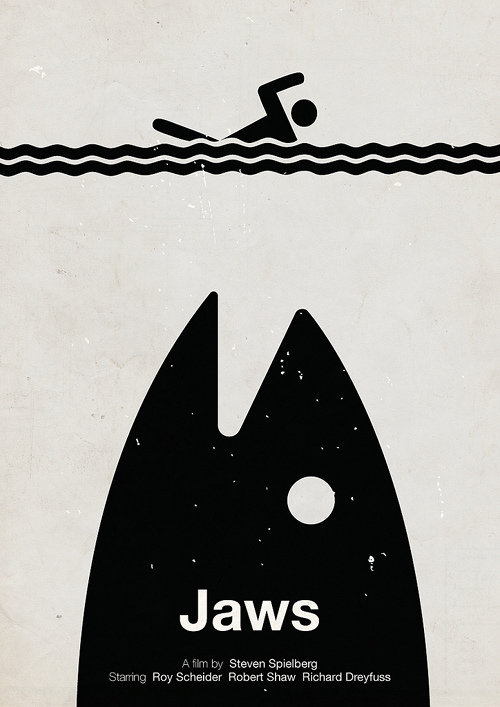 Jaws
A film by Steven Spielberg
Starring Roy Scheider Robert Shaw Richard Dreyfuss